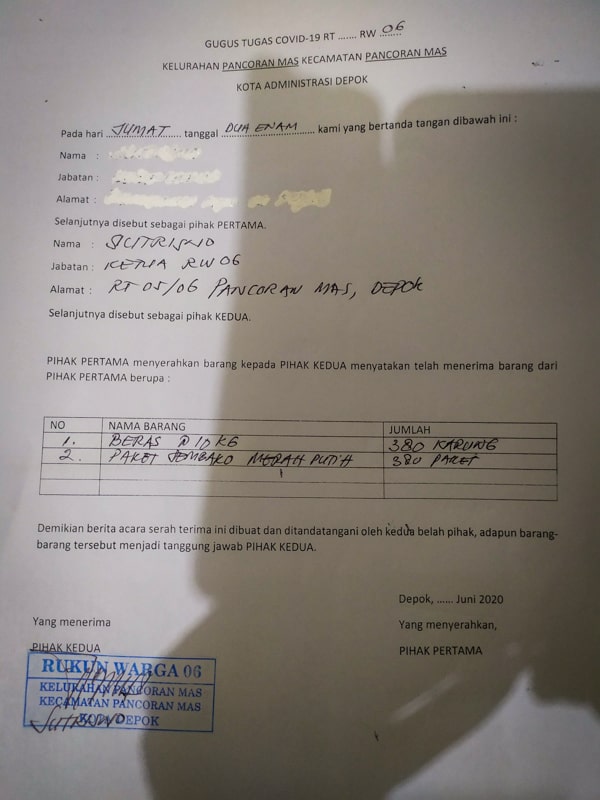 GUGUS TUGAS COVID-19 RT ....... RW 06
KELURAHAN PANCORAN MAS KECAMATAN PANCORAN MAS
KOTA ADMINISTRASI DEPOK
Pada hari JUMAT tanggal DUA ENAM kami yang bertanda tangan dibawah ini :
Nama :
Jabatan :
Alamat :
Selanjutnya disebut sebagai pihak PERTAMA.
Nama : SUTRISNO
Jabatan : KETUA RW 06
Alamat : RT 05/06 PANCORAN MAS, DEPOK
Selanjutnya disebut sebagai pihak KEDUA.
PIHAK PERTAMA menyerahkan barang kepada PIHAK KEDUA menyatakan telah menerima barang dari
PIHAK PERTAMA berupa :
NO NAMA BARANG JUMLAH
1. BERAS @ 10 KG 380 KARUNG
2. PAKET SEMBAKO MERAH PUTIH 380 PAKET
Demikian berita acara serah terima ini dibuat dan ditandatangani oleh kedua belah pihak, adapun barang-
barang tersebut menjadi tanggung jawab PIHAK KEDUA.
Depok, ...... Juni 2020
Yang menerima Yang menyerahkan,
PIHAK KEDUA PIHAK PERTAMA
RUKUN WARGA 06
KELURAHAN PANCORAN MAS
KECAMATAN PANCORAN MAS
KOTA DEPOK
SUTRISNO